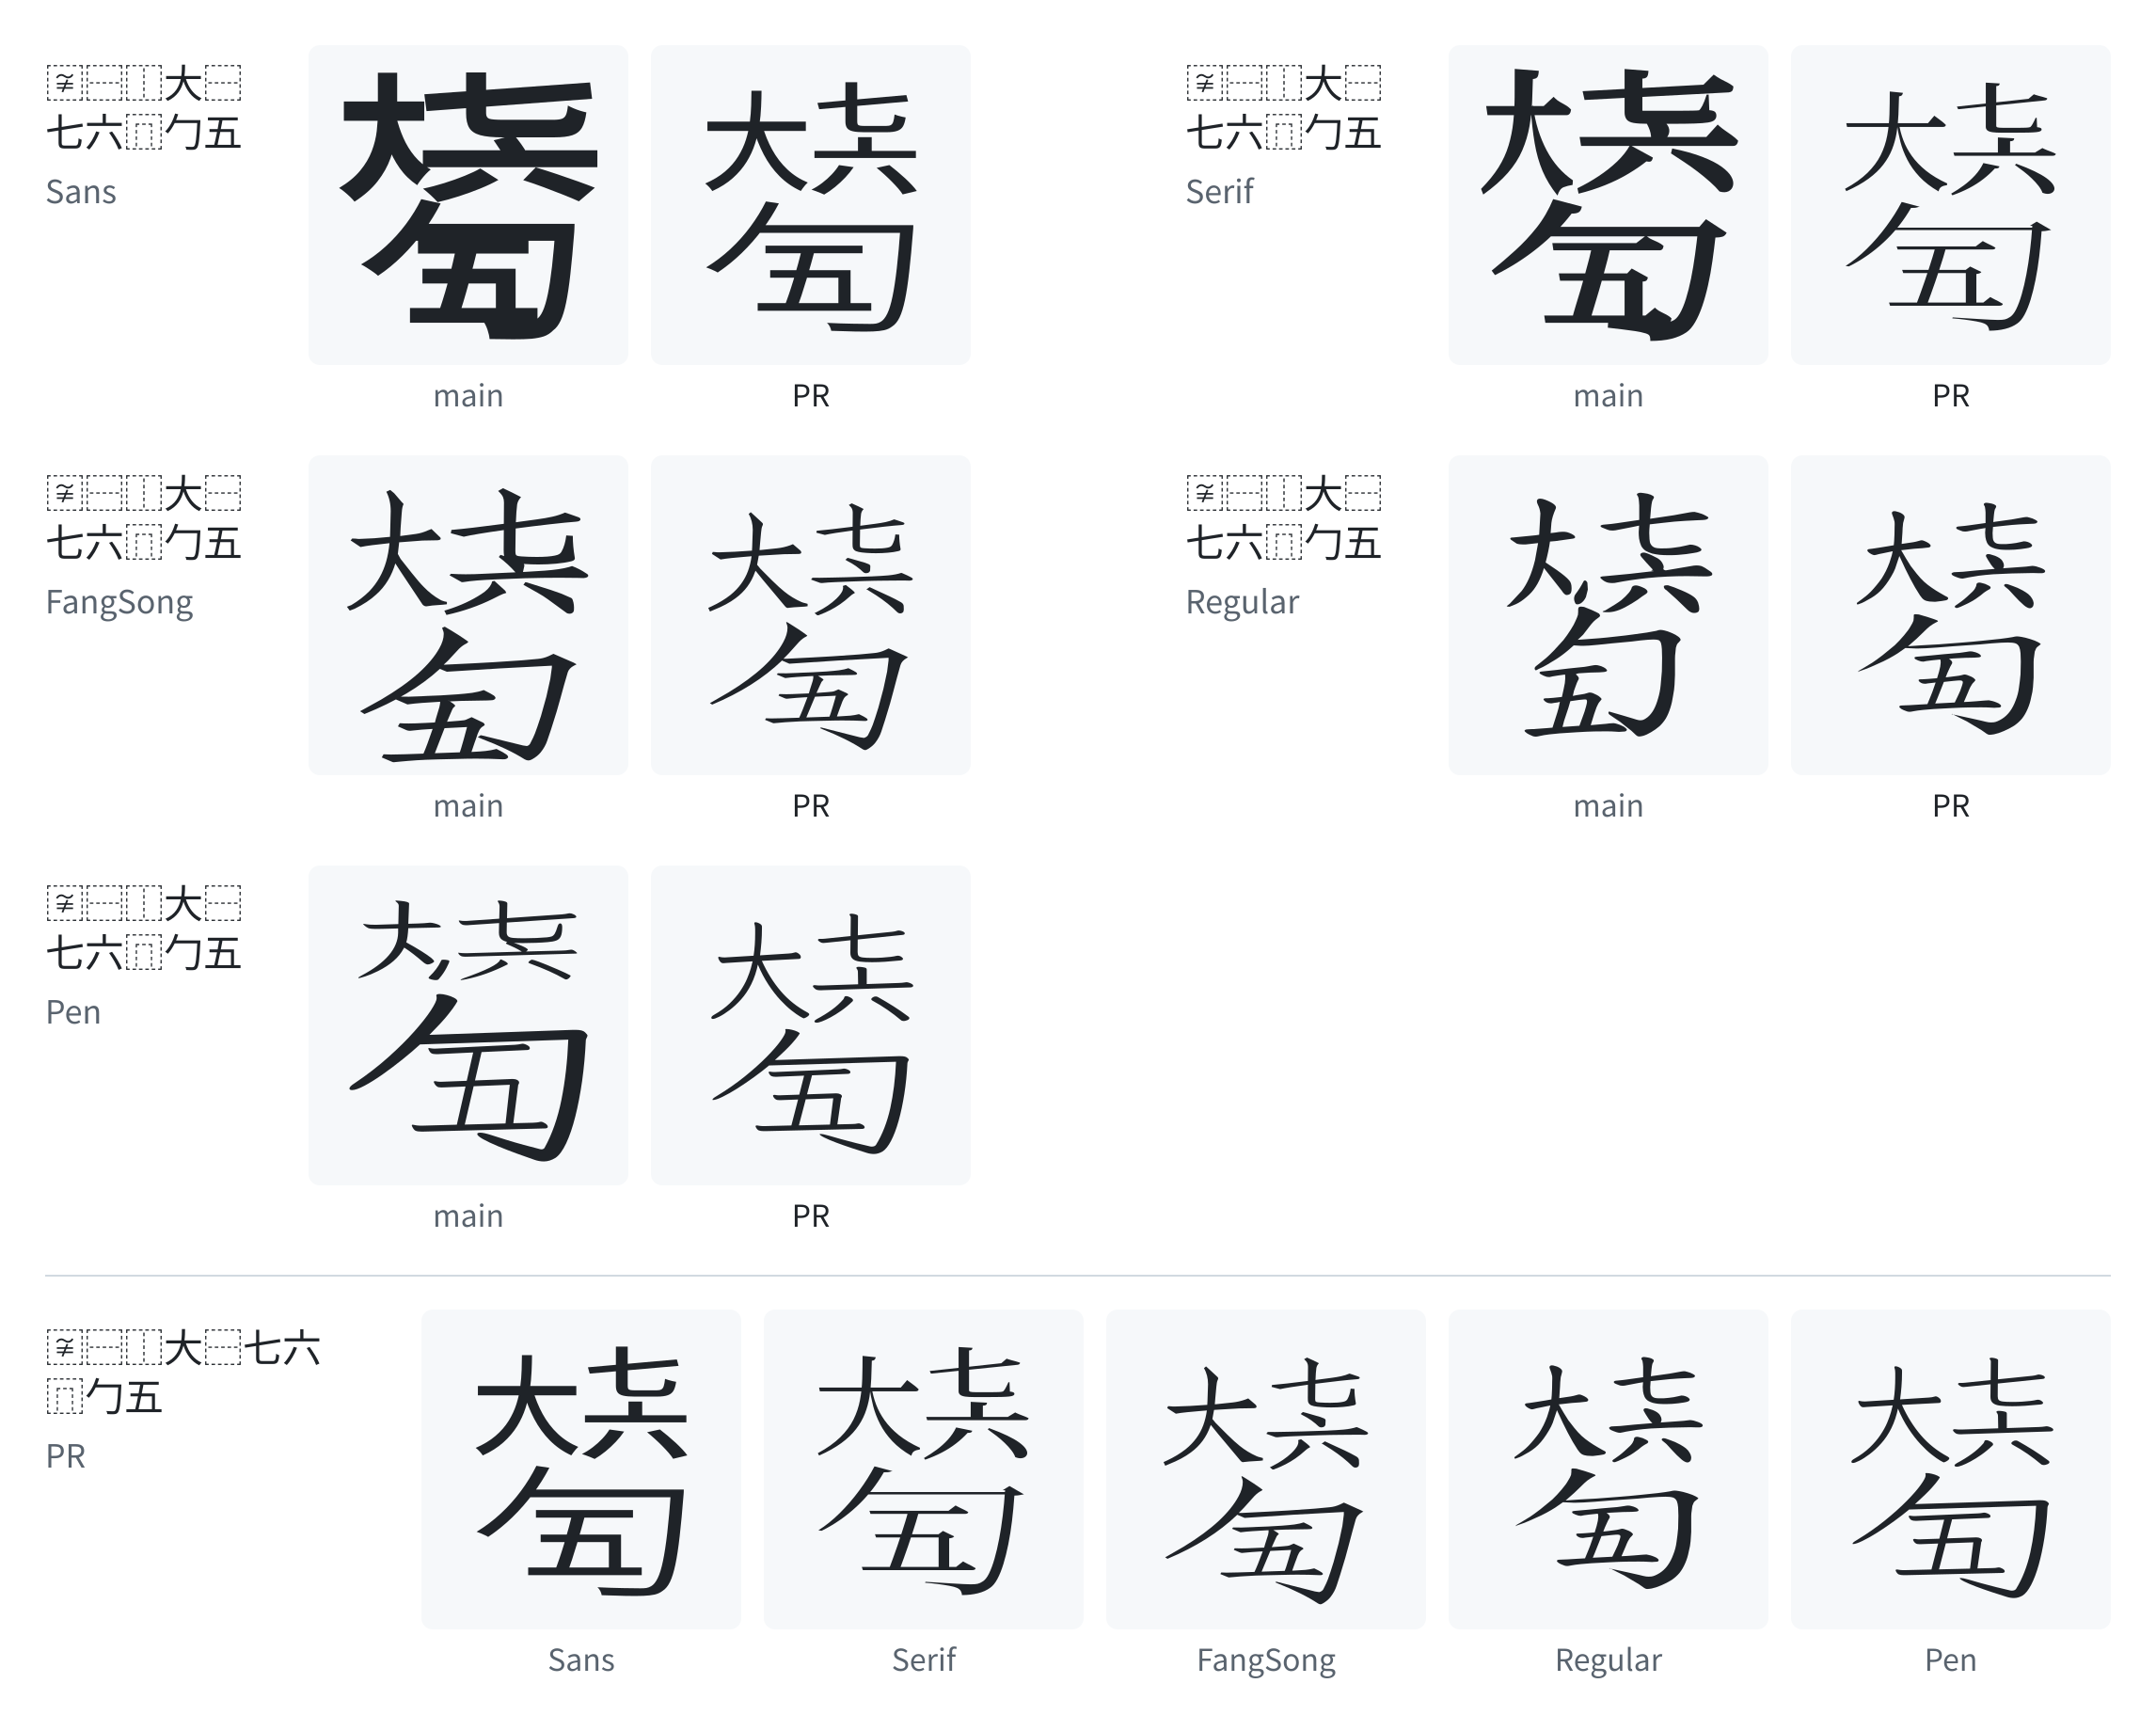 〾⿱⿰大⿱
七六⿵勹五
Sans
main
PR
〾⿱⿰大⿱
七六⿵勹五
Serif
main
PR
〾⿱⿰大⿱
七六⿵勹五
FangSong
main
PR
〾⿱⿰大⿱
七六⿵勹五
Regular
main
PR
〾⿱⿰大⿱
七六⿵勹五
Pen
main
PR
〾⿱⿰大⿱七六
⿵勹五
PR
Sans
Serif
FangSong
Regular
Pen